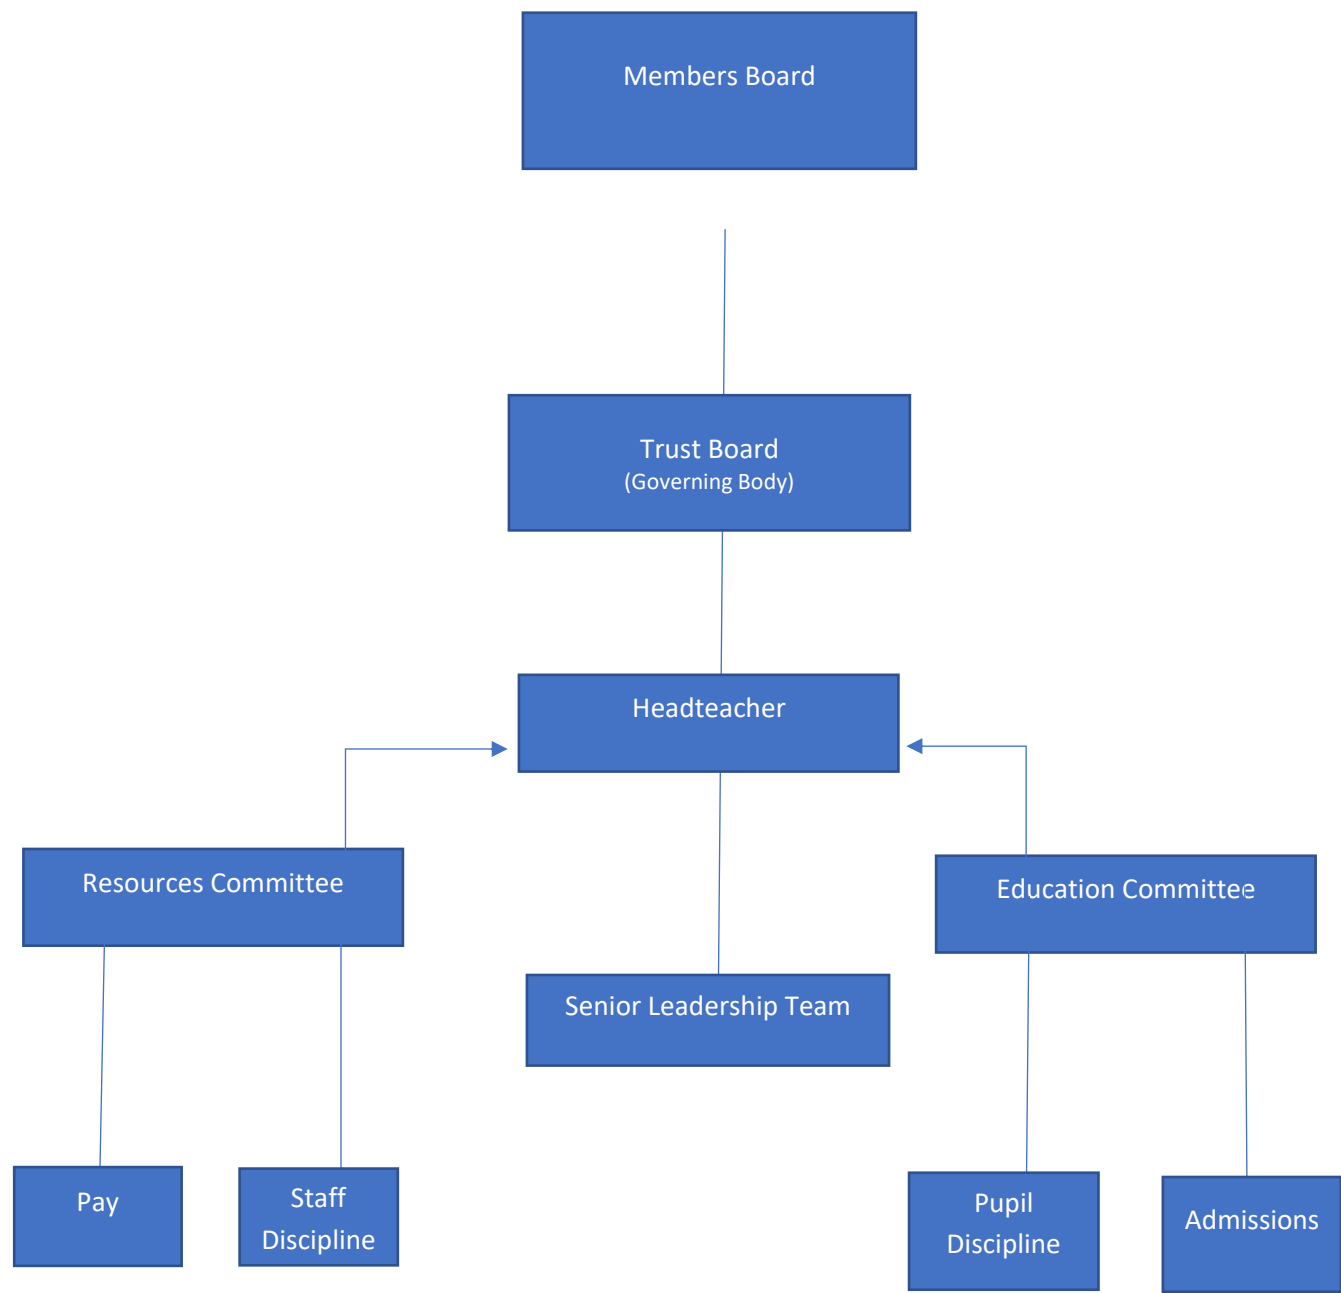 Members Board
Trust Board
(Governing Body)
Headteacher
Resources Committee
Education Committee
Senior Leadership Team
Pay
Staff
Discipline
Pupil
Discipline
Admissions